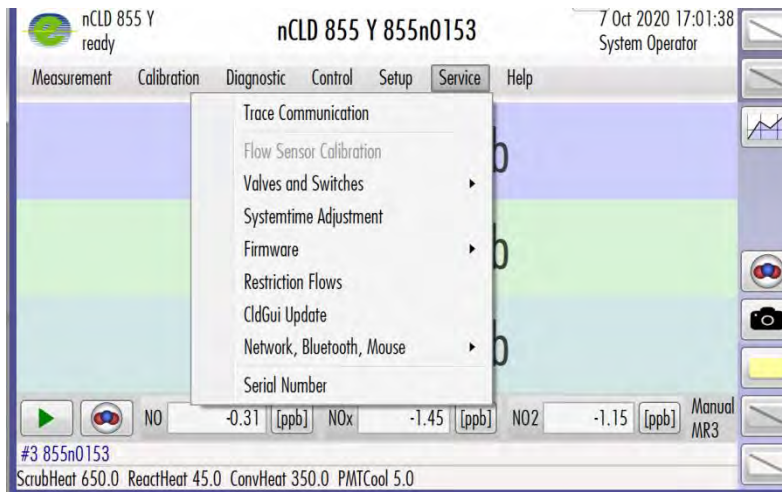 nCLD 855 Y
ready
nCLD 855 Y 855n0153
7 Oct 2020 17:01:38
System Operator
Measurement Calibration Diagnostic Control Setup Service Help
Trace Communication
Flow Sensor Calibration
Valves and Switches
Systemtime Adjustment
Firmware
Restriction Flows
CldGui Update
Network, Bluetooth, Mouse
Serial Number
b
b
b
NO -0.31 [ppb] NOx -1.45 [ppb] NO2 -1.15 [ppb] Manual
MR3
#3 855n0153
ScrubHeat 650.0 ReactHeat 45.0 ConvHeat 350.0 PMTCool 5.0